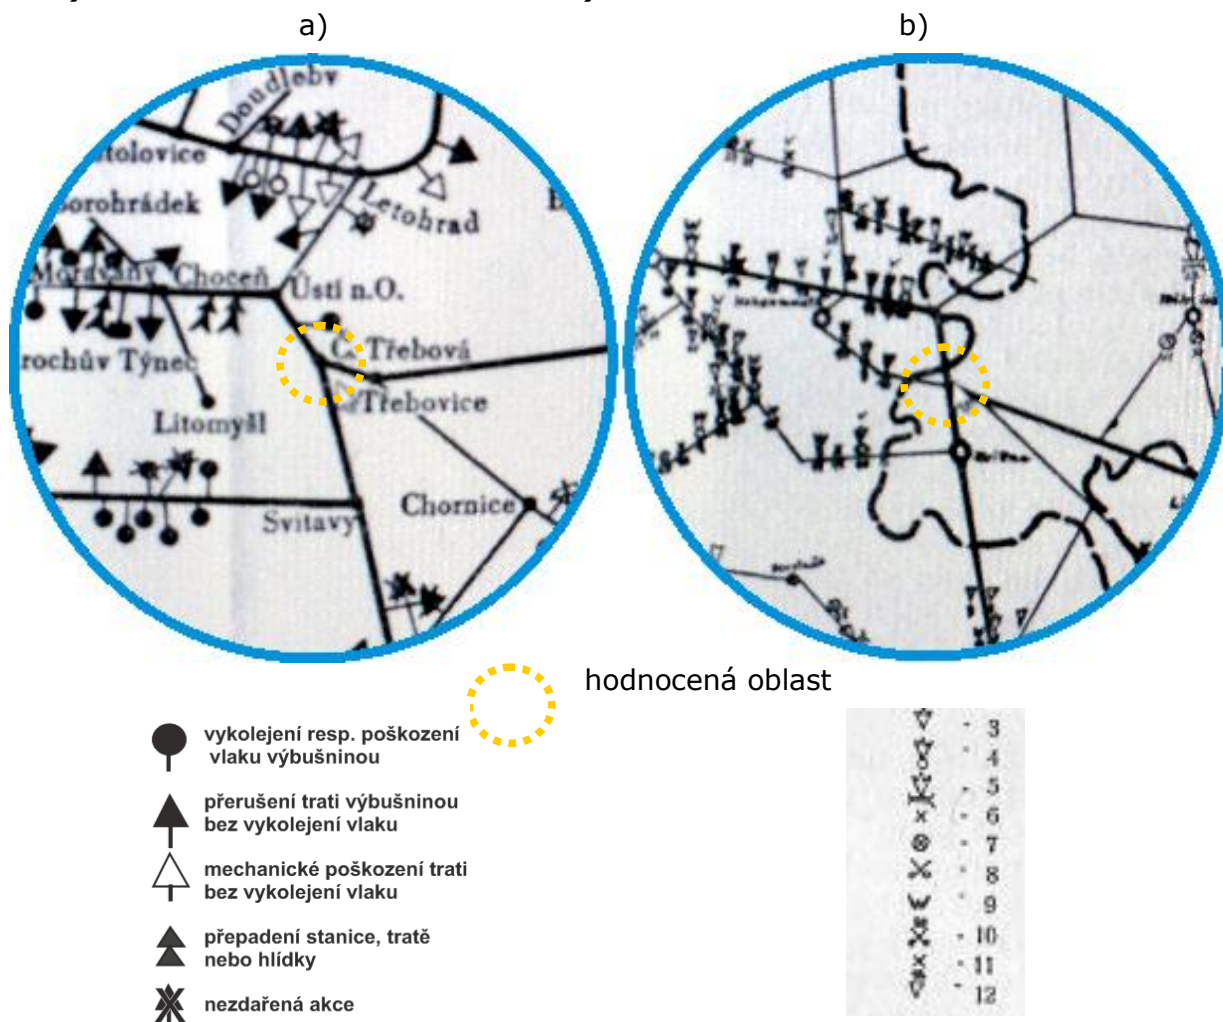 a)
b)
Doudleby
tolovice
Letohrad
Borohrádek
Moravany
Choceň
Ústí n.O.
rochův Týnec
Č. Třebová
Třebovice
Litomyšl
Chornice
Svitavy
hodnocená oblast
vykolejení resp. poškození
vlaku výbušninou
přerušení trati výbušninou
bez vykolejení vlaku
mechanické poškození trati
bez vykolejení vlaku
přepadení stanice, tratě
nebo hlídky
nezdařená akce
- 3
- 4
- 5
- 6
- 7
- 8
- 9
- 10
- 11
- 12